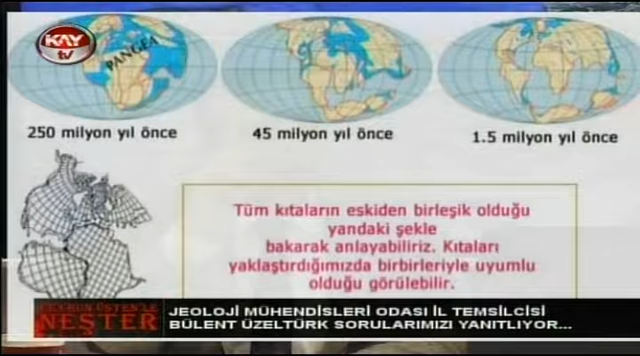 KAY
tv
PANGEA
250 milyon yıl önce
45 milyon yıl önce
1.5 milyon yıl önce
Tüm kıtaların eskiden birleşik olduğu
yandaki şekle
bakarak anlayabiliriz. Kıtaları
yaklaştırdığımızda birbirleriyle uyumlu
olduğu görülebilir.
NEŞTER
JEOLOJİ MÜHENDİSLERİ ODASI İL TEMSİLCİSİ
BÜLENT ÜZELTÜRK SORULARIMIZI YANITLIYOR...